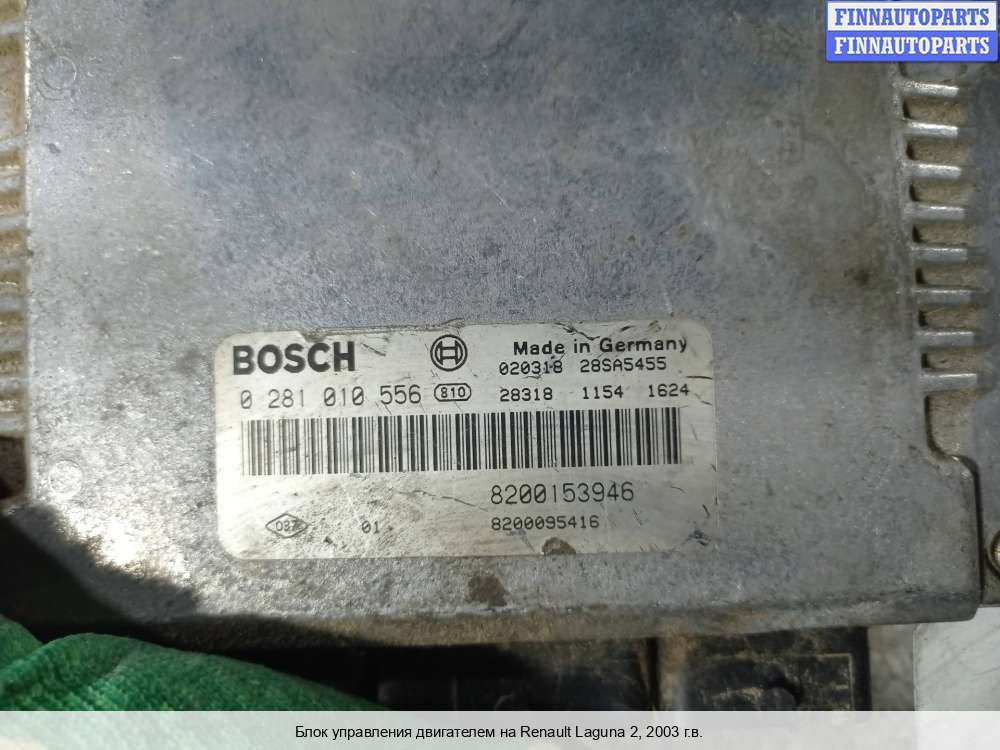 FINNAUTOPARTS
FINNAUTOPARTS
BOSCH
Made in Germany
020318 28SA5455
0 281 010 556 810 28318 1154 1624
8200153946
01 8200095416
Блок управления двигателем на Renault Laguna 2, 2003 г.в.